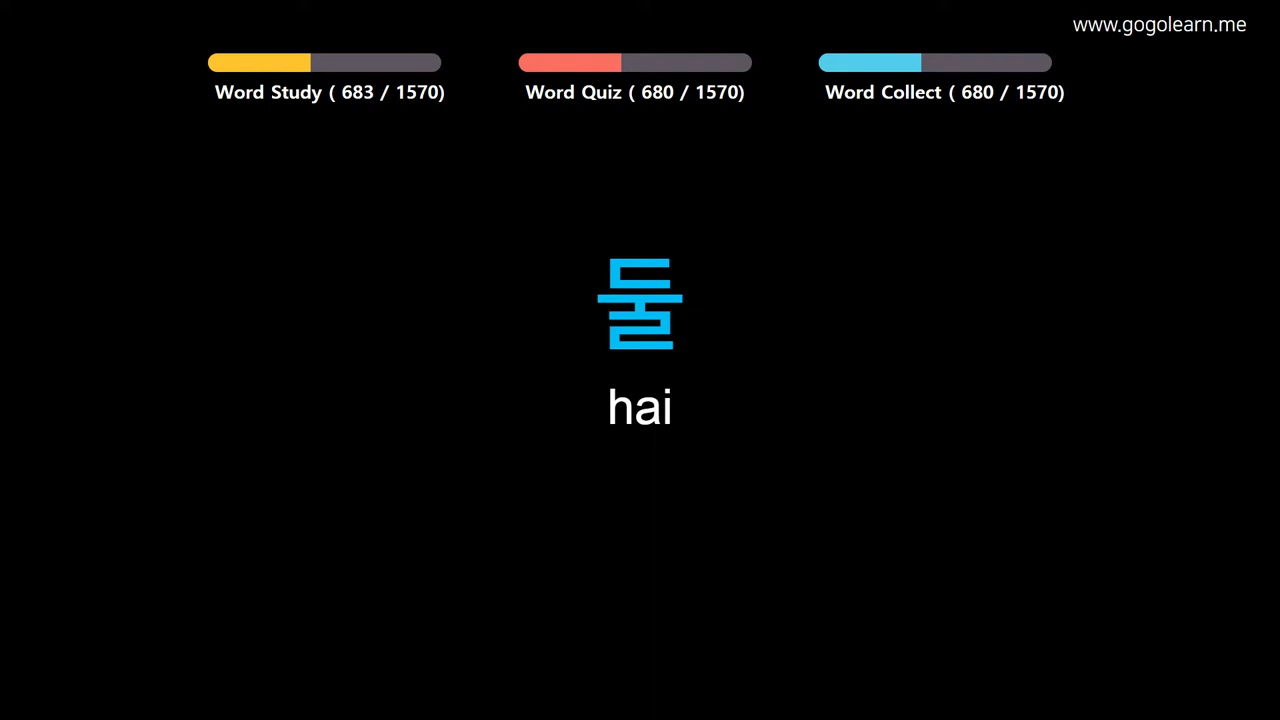 www.gogolearn.me
Word Study ( 683 / 1570)
Word Quiz ( 680 / 1570)
Word Collect ( 680 / 1570)
둘
hai